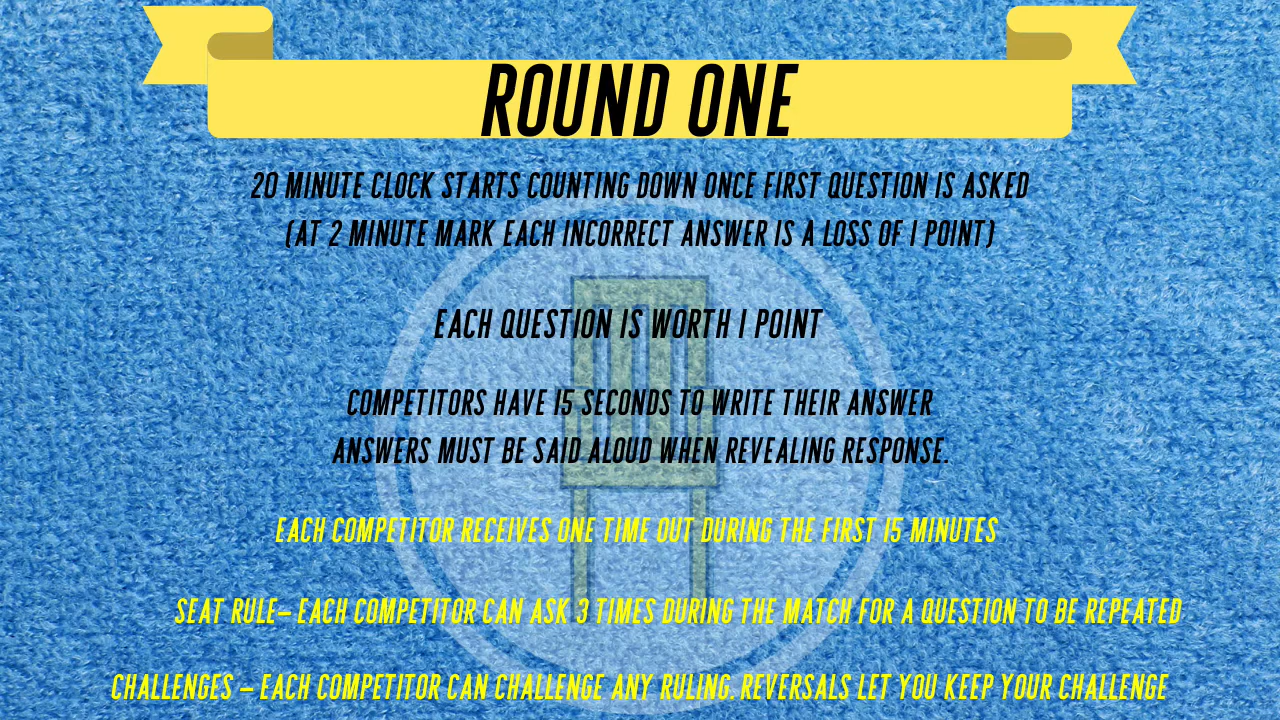 ROUND ONE
20 MINUTE CLOCK STARTS COUNTING DOWN ONCE FIRST QUESTION IS ASKED
(AT 2 MINUTE MARK EACH INCORRECT ANSWER IS A LOSS OF 1 POINT)
EACH QUESTION IS WORTH 1 POINT
COMPETITORS HAVE 15 SECONDS TO WRITE THEIR ANSWER
ANSWERS MUST BE SAID ALOUD WHEN REVEALING RESPONSE.
EACH COMPETITOR RECEIVES ONE TIME OUT DURING THE FIRST 15 MINUTES
SEAT RULE– EACH COMPETITOR CAN ASK 3 TIMES DURING THE MATCH FOR A QUESTION TO BE REPEATED
CHALLENGES – EACH COMPETITOR CAN CHALLENGE ANY RULING. REVERSALS LET YOU KEEP YOUR CHALLENGE